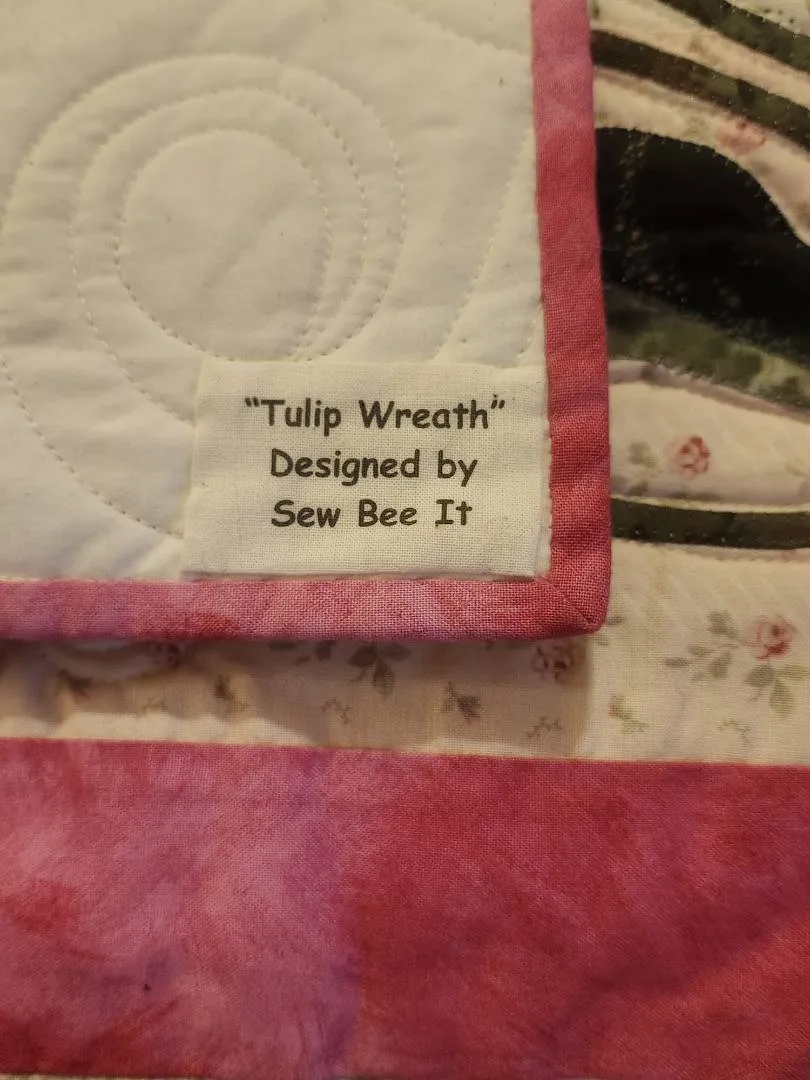 “Tulip Wreath”
Designed by
Sew Bee It